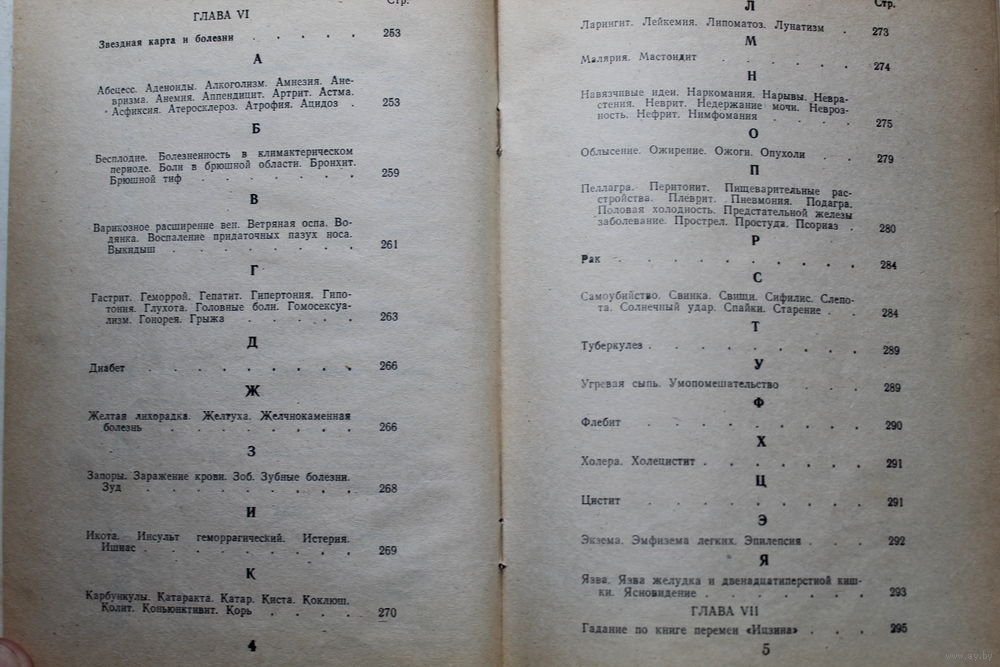 Стр.
ГЛАВА VI
Звездная карта и болезни . . . . . 253
А
Абсцесс. Аденоиды. Алкоголизм. Амнезия. Ане-
вризма. Анемия. Аппендицит. Артрит. Астма.
Асфиксия. Атеросклероз. Атрофия. Ацидоз . 253
Б
Бесплодие. Болезненность в климактерическом
периоде. Боли в брюшной области. Бронхит.
Брюшной тиф . . . . . . . 259
В
Варикозное расширение вен. Ветряная оспа. Во-
дянка. Воспаление придаточных пазух носа.
Выкидыш . . . . . . . . 261
Г
Гастрит. Геморрой. Гепатит. Гипертония. Гипо-
тония. Глухота. Головные боли. Гомосексуа-
лизм. Гонорея. Грыжа . . . . . . 263
Д
Диабет . . . . . . . . . 266
Ж
Желтая лихорадка. Желтуха. Желчнокаменная
болезнь . . . . . . . . 266
З
Запоры. Заражение крови. Зоб. Зубные болезни.
Зуд . . . . . . . . . 268
И
Икота. Инсульт геморрагический. Истерия.
Ишиас . . . . . . . . . 269
К
Карбункулы. Катаракта. Катар. Киста. Коклюш.
Колит. Коньюнктивит. Корь . . . . . 270
4
Стр.
Л
Ларингит. Лейкемия. Липоматоз. Лунатизм . 273
М
Малярия. Мастоидит . . . . . . 274
Н
Навязчивые идеи. Наркомания. Нарывы. Невра-
стения. Неврит. Недержание мочи. Невроз-
ность. Нефрит. Нимфомания . . . . . 275
О
Облысение. Ожирение. Ожоги. Опухоли . . 279
П
Пеллагра. Перитонит. Пищеварительные рас-
стройства. Плеврит. Пневмония. Подагра.
Половая холодность. Предстательной железы
заболевание. Прострел. Простуда. Псориаз . 280
Р
Рак . . . . . . . . . . 284
С
Самоубийство. Свинка. Свищи. Сифилис. Слепо-
та. Солнечный удар. Спайки. Старение . . 284
Т
Туберкулез . . . . . . . . 289
У
Угревая сыпь. Умопомешательство . . . 289
Ф
Флебит . . . . . . . . . 290
Х
Холера. Холецистит . . . . . . . 291
Ц
Цистит . . . . . . . . . 291
Э
Экзема. Эмфизема легких. Эпилепсия . . . 292
Я
Язва. Язва желудка и двенадцатиперстной киш-
ки. Ясновидение . . . . . . . 293
ГЛАВА VII
Гадание по книге перемен «Ицзина» . . . 295
5
www.ay.by